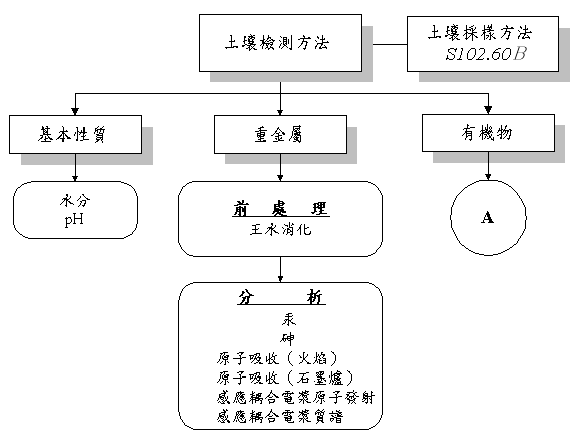 土壤檢測方法
土壤採樣方法
S102.60B
基本性質
重金屬
有機物
水分
pH
前 處 理
王水消化
A
分 析
汞
砷
原子吸收（火焰）
原子吸收（石墨爐）
感應耦合電漿原子發射
感應耦合電漿質譜